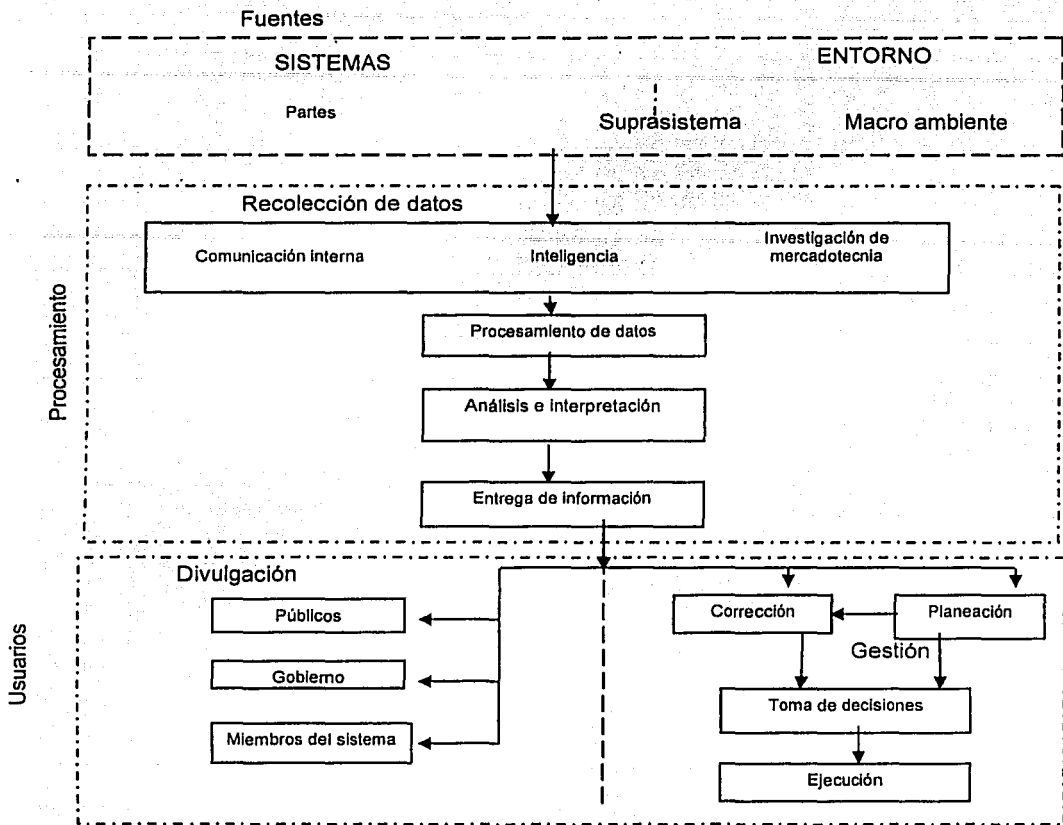 Fuentes
SISTEMAS
ENTORNO
Partes
Suprasistema
Macro ambiente
Procesamiento
Recolección de datos
Comunicación interna
Inteligencia
Investigación de
mercadotecnia
Procesamiento de datos
Análisis e interpretación
Entrega de información
Usuarios
Divulgación
Públicos
Gobierno
Miembros del sistema
Corrección
Planeación
Gestión
Toma de decisiones
Ejecución